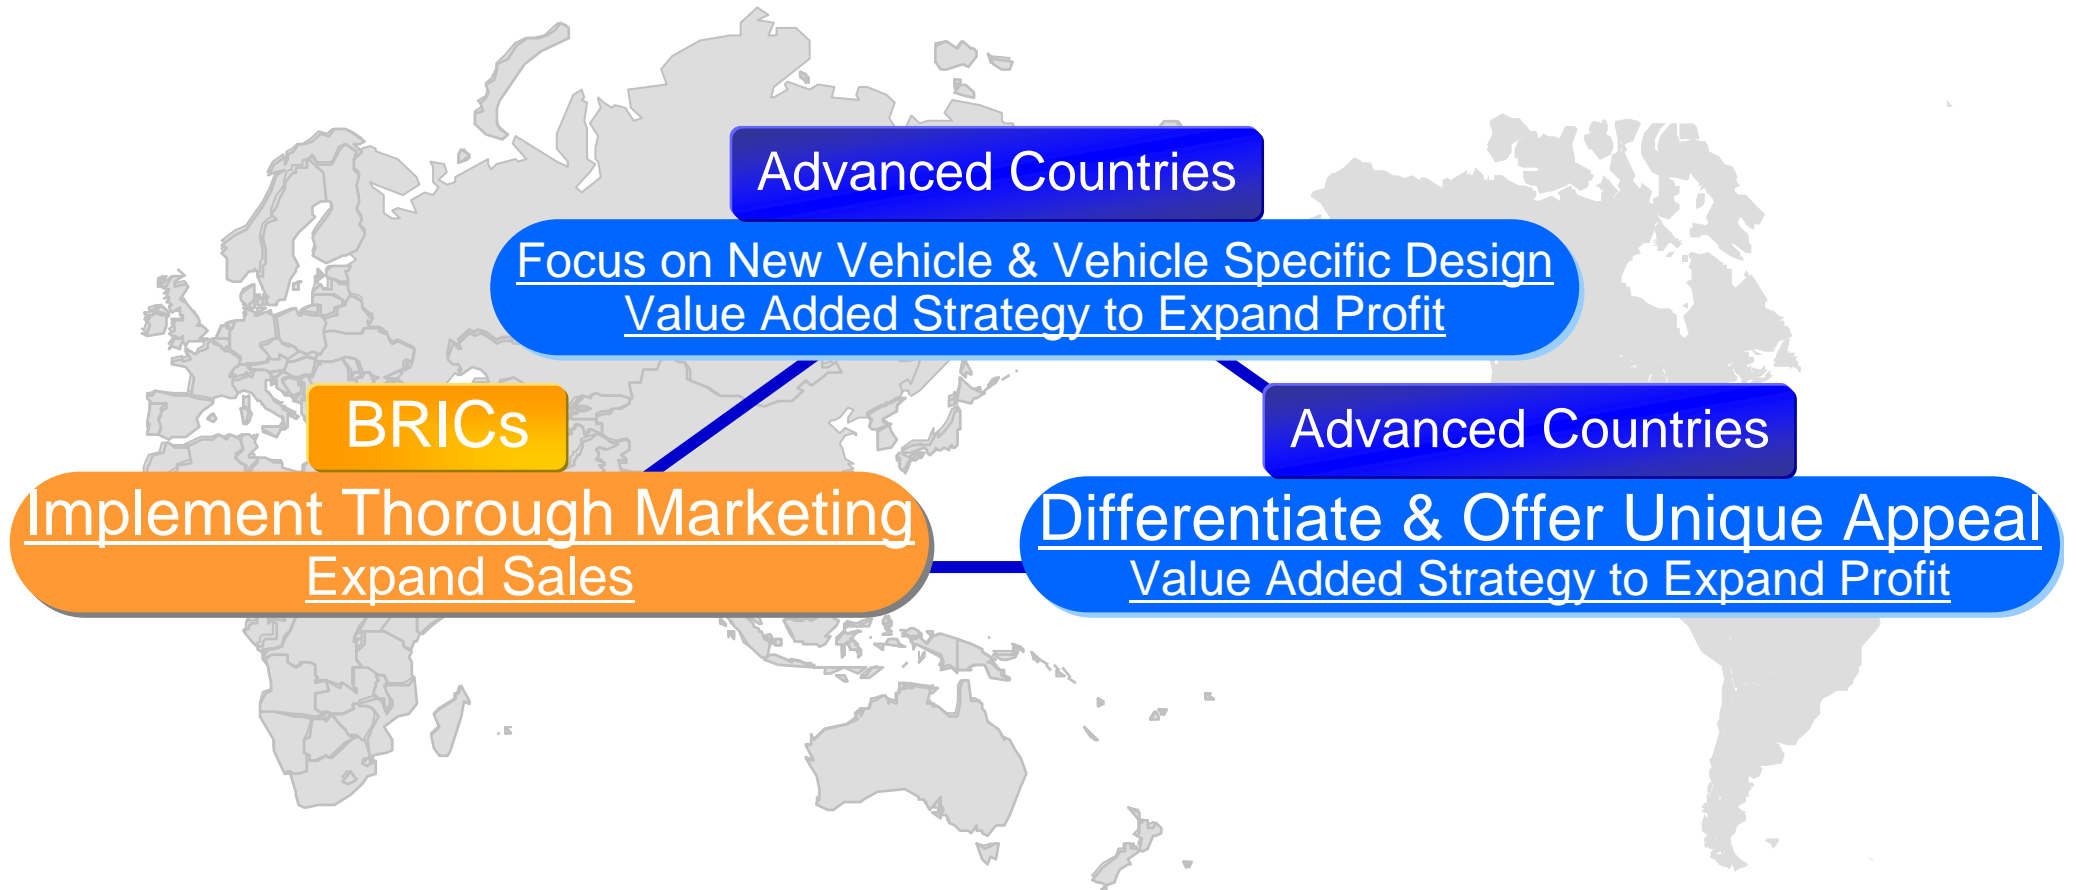 Advanced Countries
Focus on New Vehicle & Vehicle Specific Design
Value Added Strategy to Expand Profit
BRICs
Implement Thorough Marketing
Expand Sales
Advanced Countries
Differentiate & Offer Unique Appeal
Value Added Strategy to Expand Profit